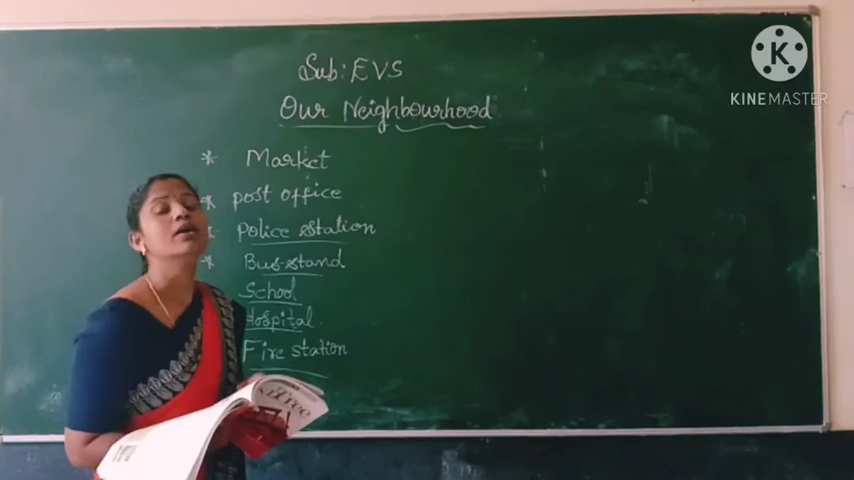 Sub: EVS
Our Neighbourhood
* Market
* post office
* police station
* Bus-stand
School
Hospital
Fire station
KINEMASTER